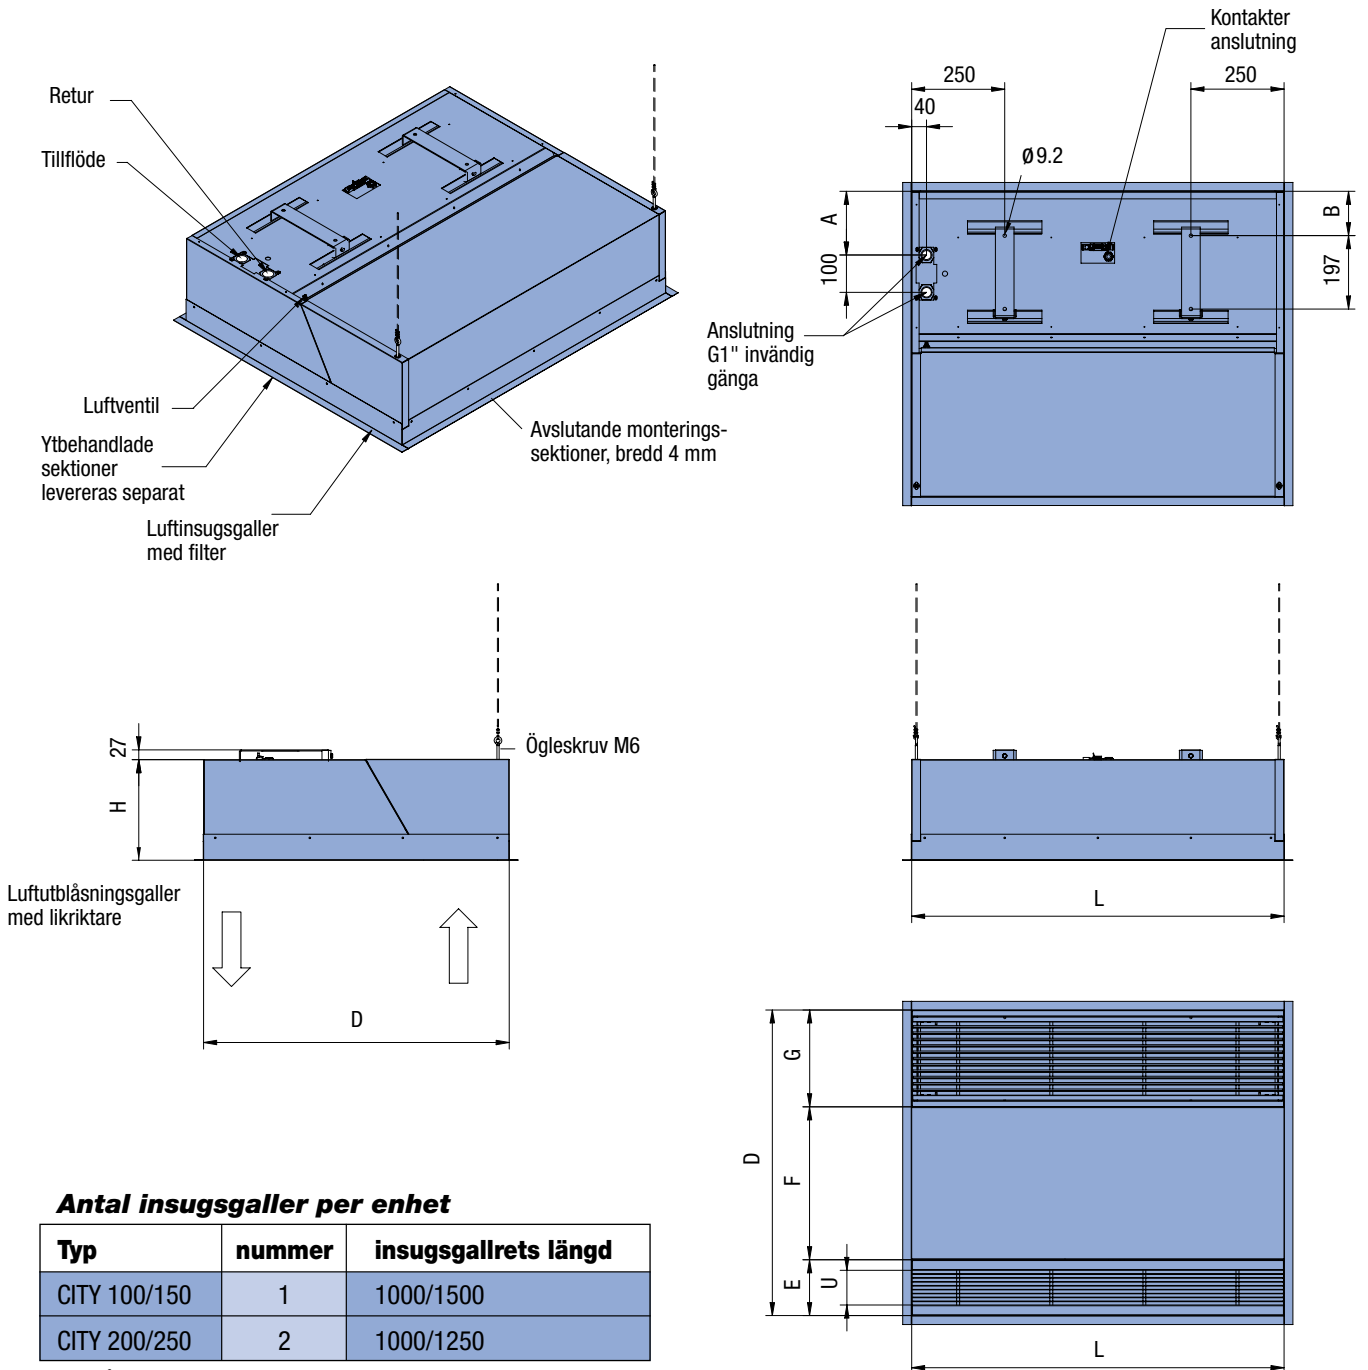 Retur
Tillflöde
Luftventil
Ytbehandlade
sektioner
levereras separat
Luftinsugsgaller
med filter
Avslutande monterings-
sektioner, bredd 4 mm
Kontakter
anslutning
250
250
40
Ø9.2
A
B
100
197
Anslutning
G1" invändig
gänga
27
H
Ögleskruv M6
Luftutblåsningsgaller
med likriktare
D
L
G
D
F
E
U
L
Antal insugsgaller per enhet
Typ nummer insugsgallrets längd
CITY 100/150 1 1000/1500
CITY 200/250 2 1000/1250